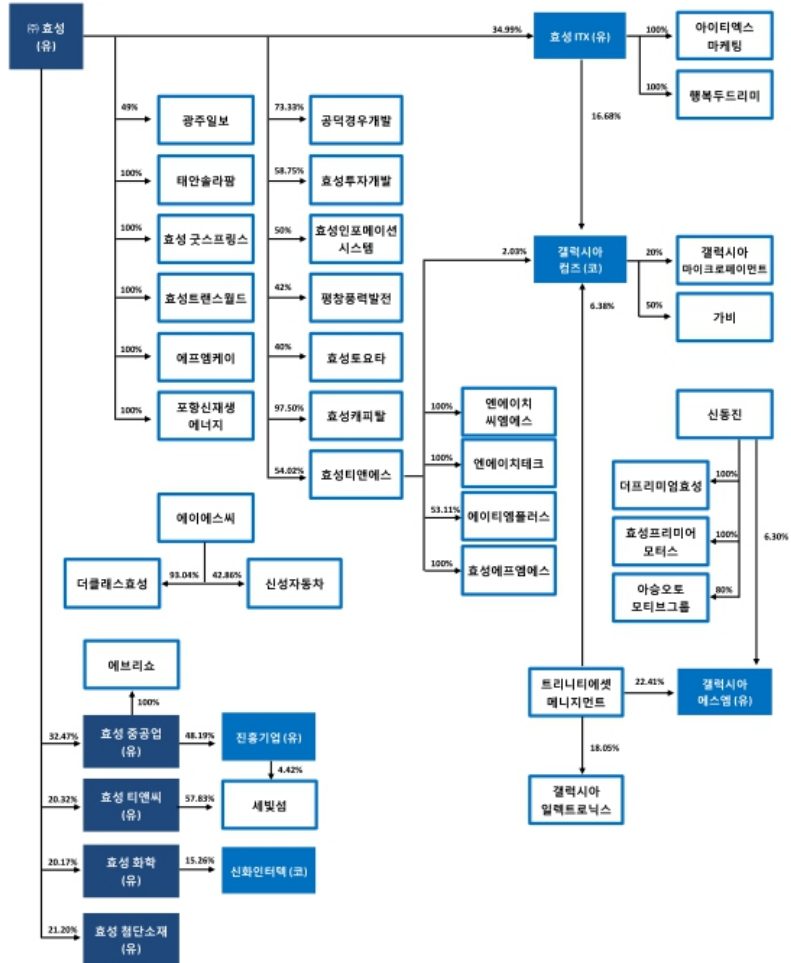 ㈜ 효성
(유)
34.99%
효성 ITX (유)
100%
아이티엑스
마케팅
100%
행복두드리미
16.68%
49%
광주일보
100%
태안솔라팜
100%
효성 굿스프링스
100%
효성트랜스월드
100%
에프엠케이
100%
포항신재생
에너지
73.33%
공덕경우개발
58.75%
효성투자개발
50%
효성인포메이션
시스템
42%
평창풍력발전
40%
효성토요타
97.50%
효성캐피탈
54.02%
효성티앤에스
2.03%
갤럭시아
컴즈 (코)
6.38%
20%
갤럭시아
마이크로페이먼트
50%
가비
100%
엔에이치
씨엠에스
100%
엔에이치테크
53.11%
에이티엠플러스
100%
효성에프엠에스
신동진
100%
더프리미엄효성
100%
효성프리미어
모터스
80%
아승오토
모티브그룹
6.30%
에이에스씨
93.04%
42.86%
더클래스효성
신성자동차
트리니티에셋
메니지먼트
22.41%
갤럭시아
에스엠 (유)
18.05%
갤럭시아
일렉트로닉스
에브리쇼
100%
32.47%
효성 중공업
(유)
48.19%
진흥기업 (유)
4.42%
20.32%
효성 티앤씨
(유)
57.83%
세빛섬
20.17%
효성 화학
(유)
15.26%
신화인터텍 (코)
21.20%
효성 첨단소재
(유)